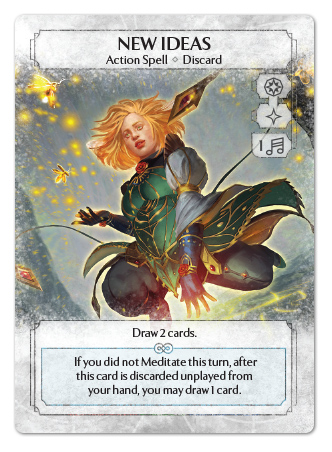 NEW IDEAS
Action Spell ⟡ Discard
1
Draw 2 cards.
If you did not Meditate this turn, after
this card is discarded unplayed from
your hand, you may draw 1 card.